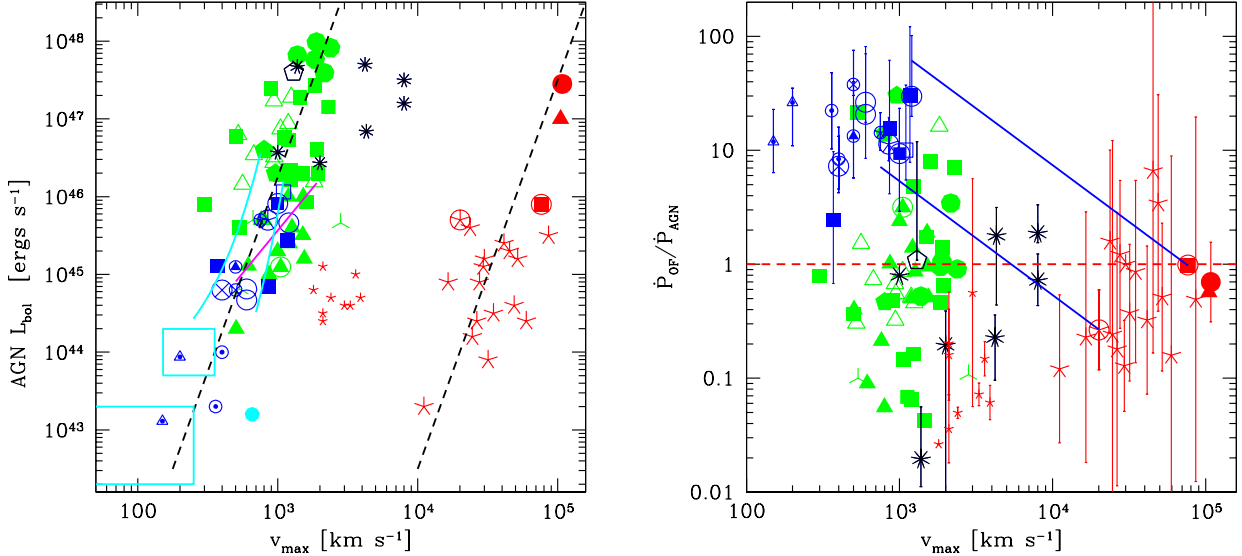 10⁴⁸
10⁴⁷
10⁴⁶
10⁴⁵
10⁴⁴
10⁴³
AGN L_bol [ergs s⁻¹]
100 10³ 10⁴ 10⁵
v_max [km s⁻¹]
100
10
1
0.1
0.01
Ṗ_OF/Ṗ_AGN
100 10³ 10⁴ 10⁵
v_max [km s⁻¹]